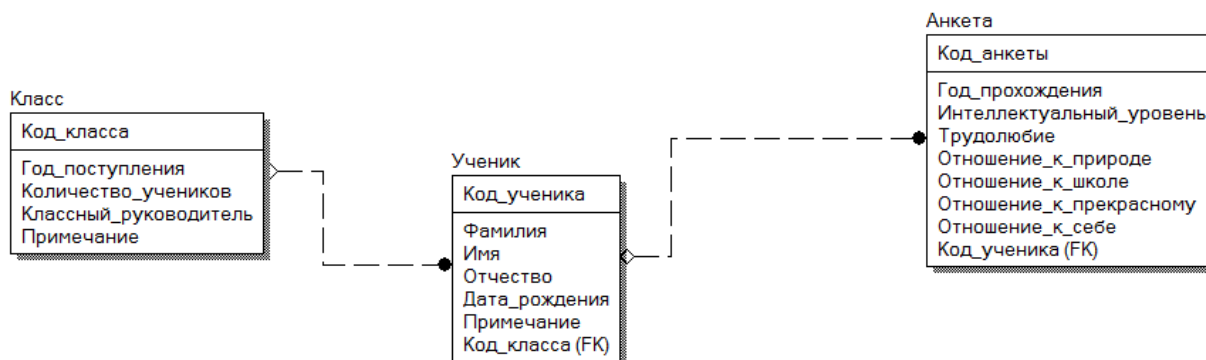 Класс
Код_класса
Год_поступления
Количество_учеников
Классный_руководитель
Примечание
Ученик
Код_ученика
Фамилия
Имя
Отчество
Дата_рождения
Примечание
Код_класса (FK)
Анкета
Код_анкеты
Год_прохождения
Интеллектуальный_уровень
Трудолюбие
Отношение_к_природе
Отношение_к_школе
Отношение_к_прекрасному
Отношение_к_себе
Код_ученика (FK)